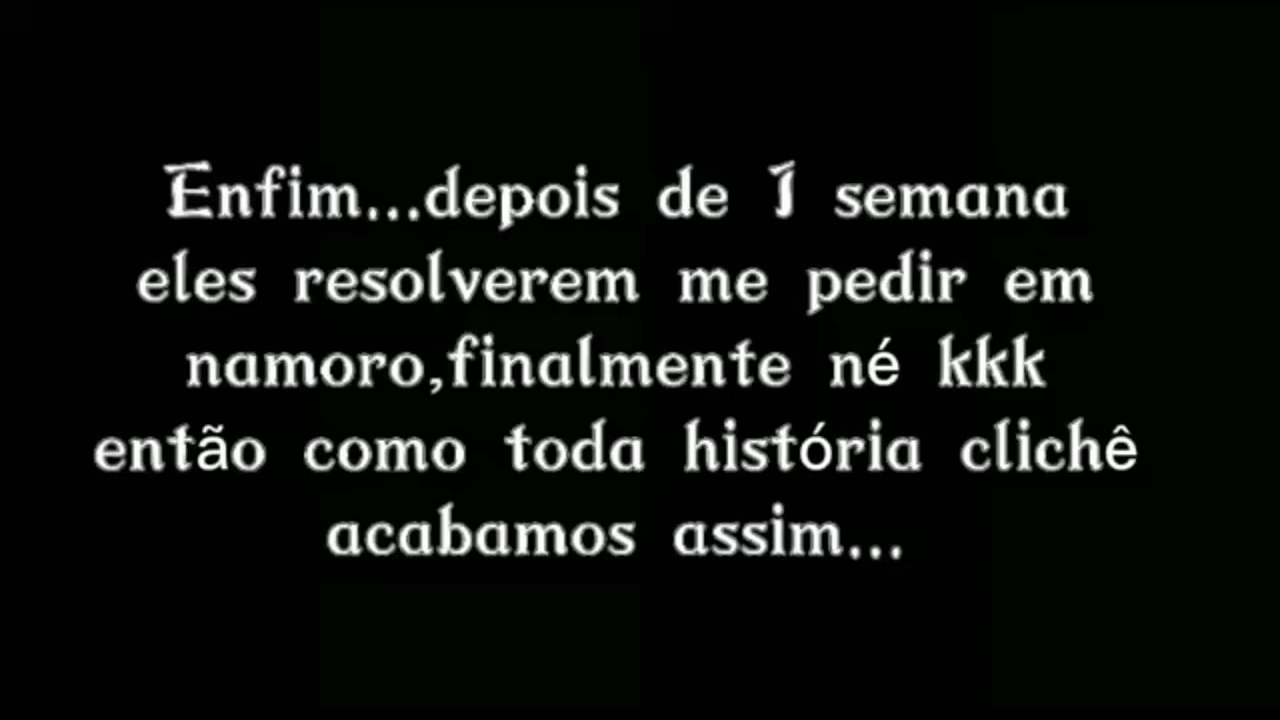 Enfim...depois de 1 semana
eles resolverem me pedir em
namoro,finalmente né kkk
então como toda história clichê
acabamos assim...